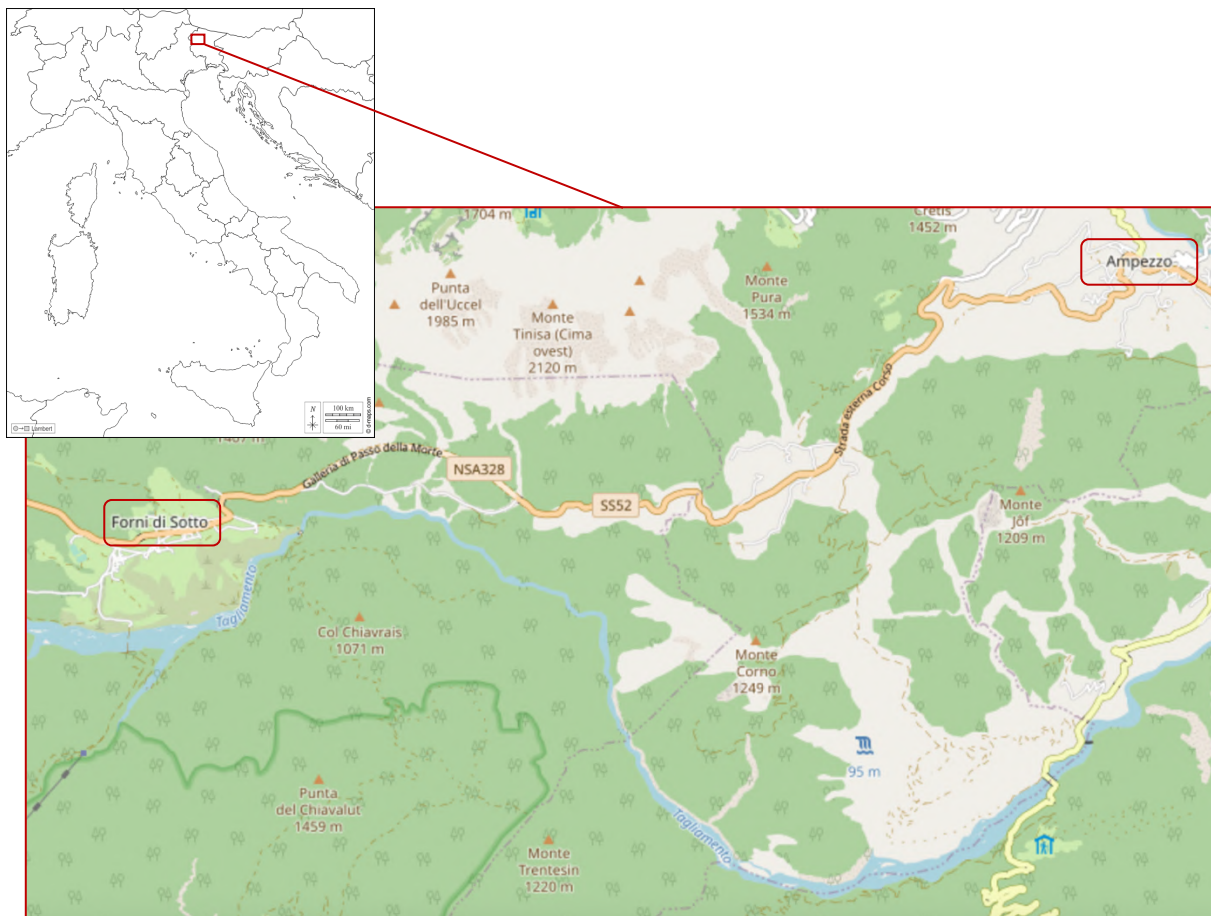 N
100 km
60 mi
Lambert
© d-maps.com
1704 m
Cretis
1452 m
Ampezzo
Punta
dell'Uccel
1985 m
Monte
Tinisa (Cima
ovest)
2120 m
Monte
Pura
1534 m
Strada esterna Corso
Galleria di Passo della Morte
NSA328
SS52
Forni di Sotto
Monte
Jôf
1209 m
Tagliamento
Col Chiavrais
1071 m
Monte
Corno
1249 m
95 m
Punta
del Chiavalut
1459 m
Tagliamento
Monte
Trentesin
1220 m